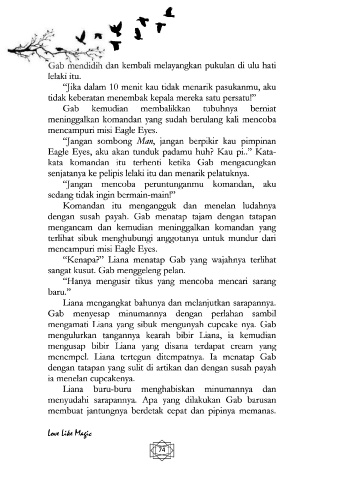 Gab mendidih dan kembali melayangkan pukulan di ulu hati
lelaki itu.
“Jika dalam 10 menit kau tidak menarik pasukanmu, aku
tidak keberatan menembak kepala mereka satu persatu!”
Gab kemudian membalikkan tubuhnya berniat
meninggalkan komandan yang sudah berulang kali mencoba
mencampuri misi Eagle Eyes.
“Jangan sombong Man, jangan berpikir kau pimpinan
Eagle Eyes, aku akan tunduk padamu huh? Kau pi..” Kata-
kata komandan itu terhenti ketika Gab mengacungkan
senjatanya ke pelipis lelaki itu dan menarik pelatuknya.
“Jangan mencoba peruntunganmu komandan, aku
sedang tidak ingin bermain-main!”
Komandan itu mengangguk dan menelan ludahnya
dengan susah payah. Gab menatap tajam dengan tatapan
mengancam dan kemudian meninggalkan komandan yang
terlihat sibuk menghubungi anggotanya untuk mundur dari
mencampuri misi Eagle Eyes.
“Kenapa?” Liana menatap Gab yang wajahnya terlihat
sangat kusut. Gab menggeleng pelan.
“Hanya mengusir tikus yang mencoba mencari sarang
baru.”
Liana mengangkat bahunya dan melanjutkan sarapannya.
Gab menyesap minumannya dengan perlahan sambil
mengamati Liana yang sibuk mengunyah cupcake nya. Gab
mengulurkan tangannya kearah bibir Liana, ia kemudian
mengusap bibir Liana yang disana terdapat cream yang
menempel. Liana tertegun ditempatnya. Ia menatap Gab
dengan tatapan yang sulit di artikan dan dengan susah payah
ia menelan cupcakenya.
Liana buru-buru menghabiskan minumannya dan
menyudahi sarapannya. Apa yang dilakukan Gab barusan
membuat jantungnya berdetak cepat dan pipinya memanas.
Love Like Magic
74